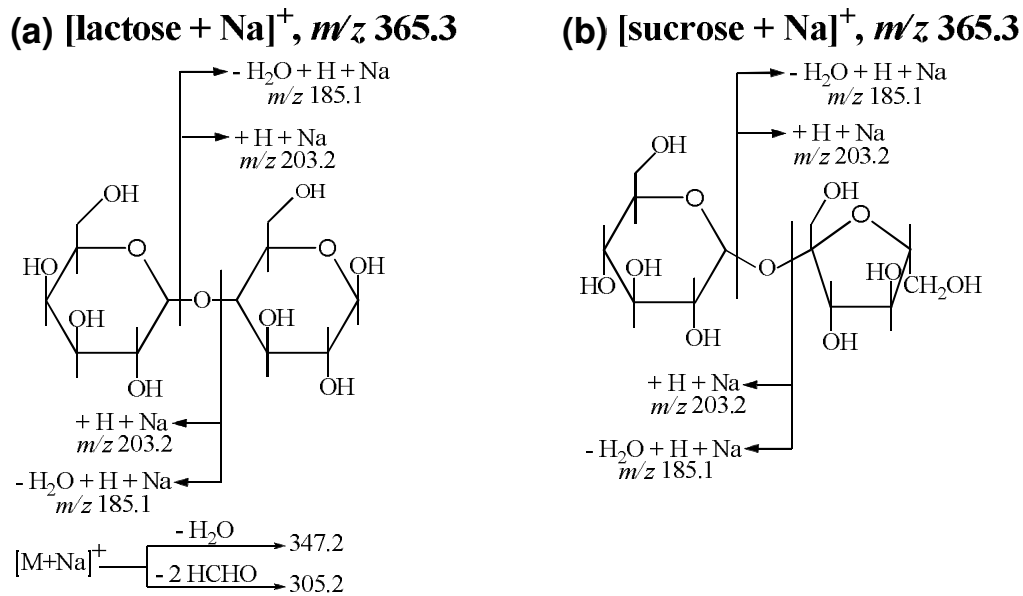 (a) [lactose + Na]⁺, m/z 365.3
- H₂O + H + Na
m/z 185.1
+ H + Na
m/z 203.2
OH
OH
O
O
HO
OH
O
OH
OH
OH
OH
+ H + Na
m/z 203.2
- H₂O + H + Na
m/z 185.1
[M+Na]⁺
- H₂O
347.2
- 2 HCHO
305.2
(b) [sucrose + Na]⁺, m/z 365.3
- H₂O + H + Na
m/z 185.1
+ H + Na
m/z 203.2
OH
O
OH
O
OH
HO
O
HO
CH₂OH
OH
OH
+ H + Na
m/z 203.2
- H₂O + H + Na
m/z 185.1